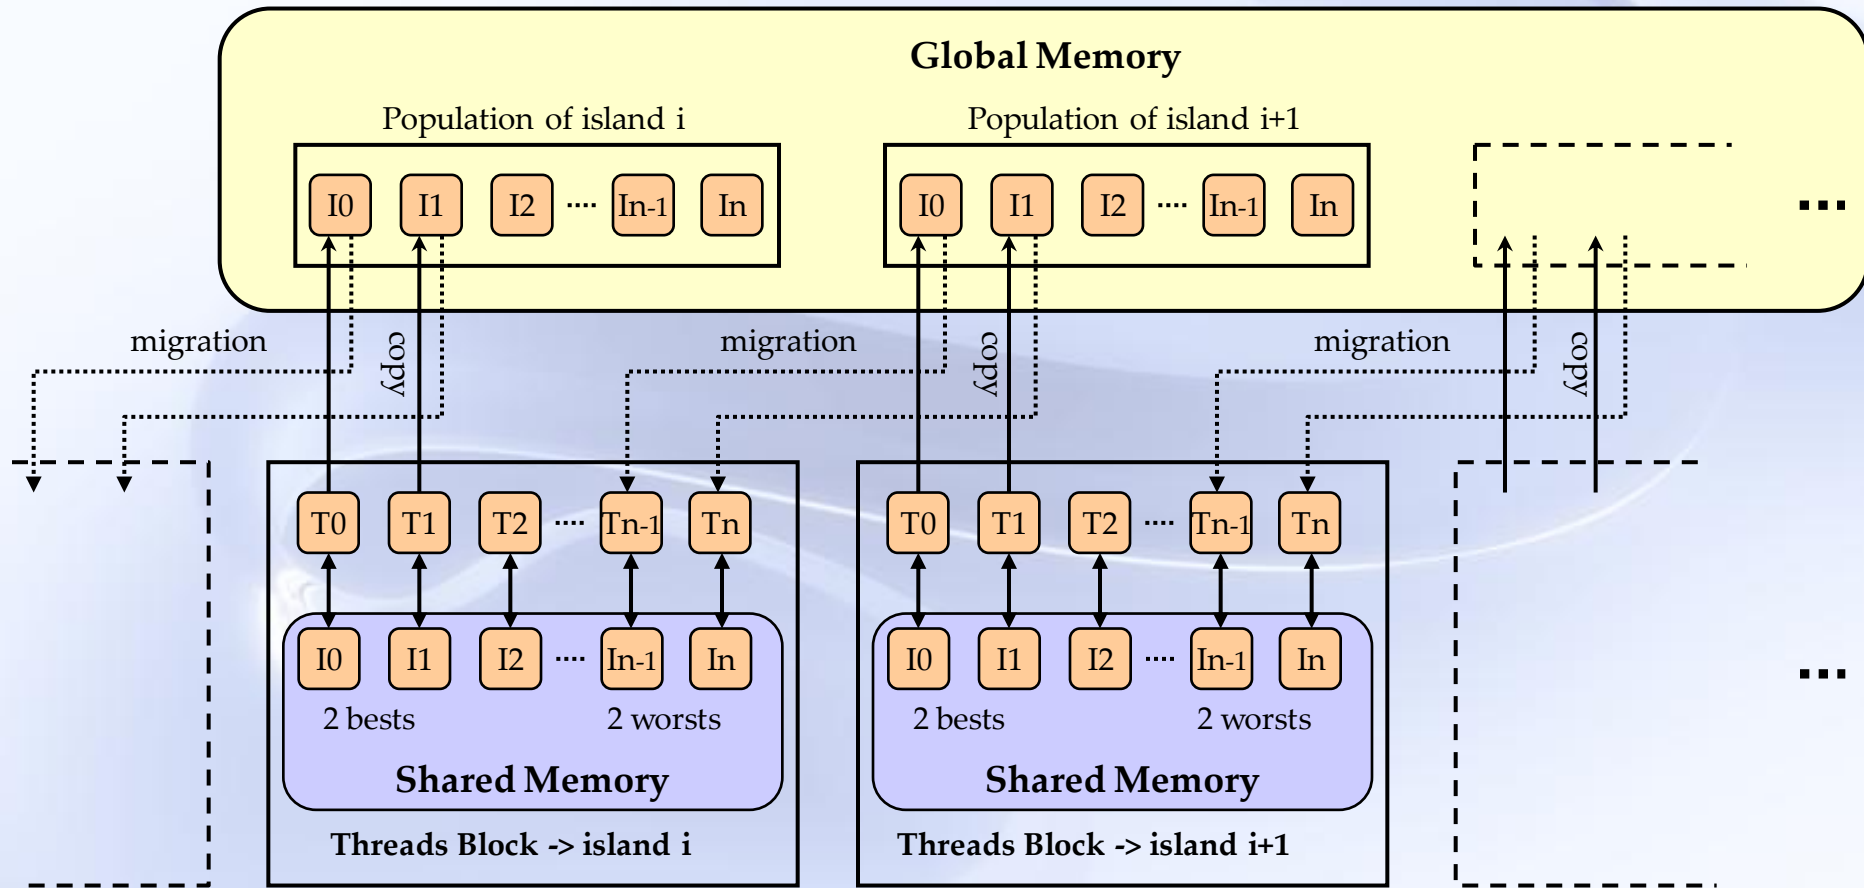 Global Memory
Population of island i
Population of island i+1
I0 I1 I2 .... In-1 In
I0 I1 I2 .... In-1 In
...
migration
copy
migration
copy
migration
copy
T0 T1 T2 .... Tn-1 Tn
T0 T1 T2 .... Tn-1 Tn
I0 I1 I2 .... In-1 In
I0 I1 I2 .... In-1 In
...
2 bests
2 worsts
2 bests
2 worsts
Shared Memory
Shared Memory
Threads Block -> island i
Threads Block -> island i+1